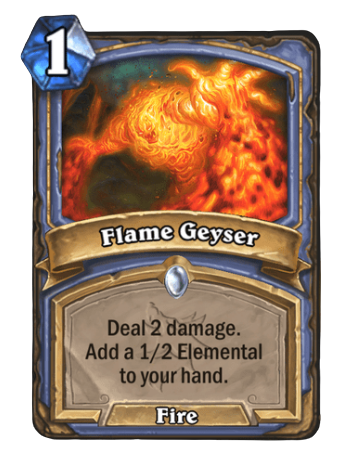 1
Flame Geyser
Deal 2 damage.
Add a 1/2 Elemental
to your hand.
Fire